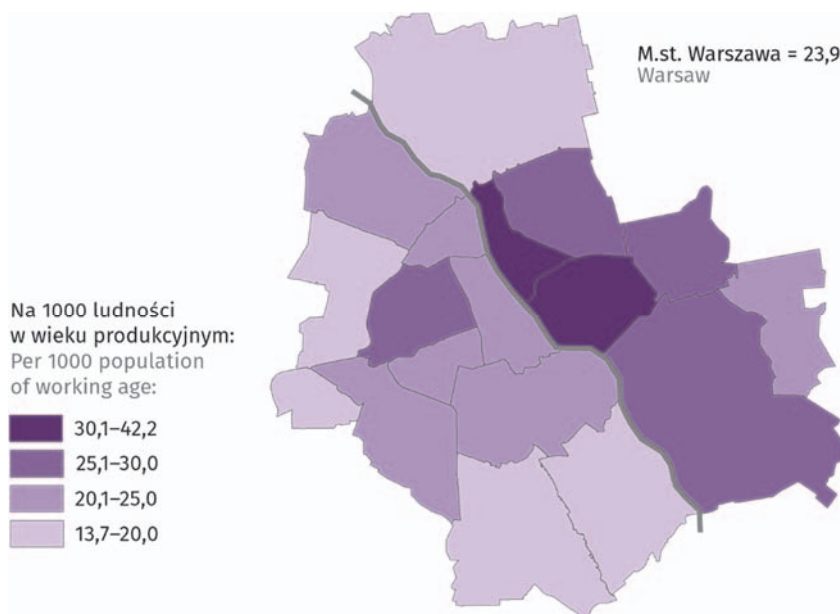 M.st. Warszawa = 23,9
Warsaw
Na 1000 ludności
w wieku produkcyjnym:
Per 1000 population
of working age:
30,1–42,2
25,1–30,0
20,1–25,0
13,7–20,0